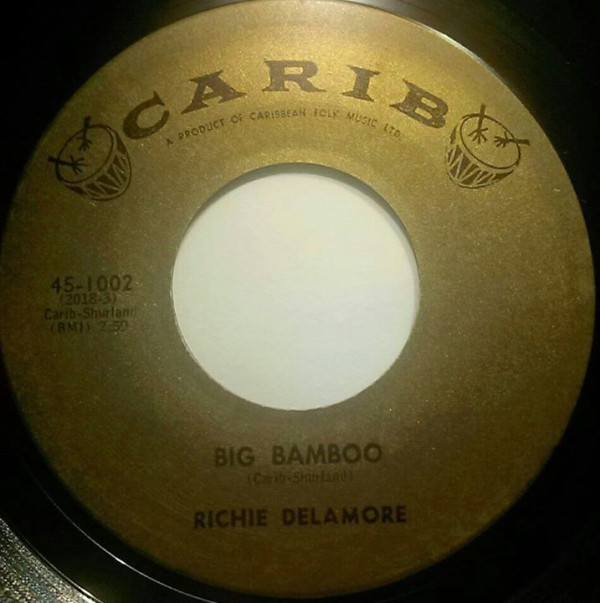 CARIB
A PRODUCT OF CARIBBEAN FOLK MUSIC LTD.
45-1002
(2018-3)
Carib-Shurland
(BMI) 2:50
BIG BAMBOO
(Carib-Shurland)
RICHIE DELAMORE